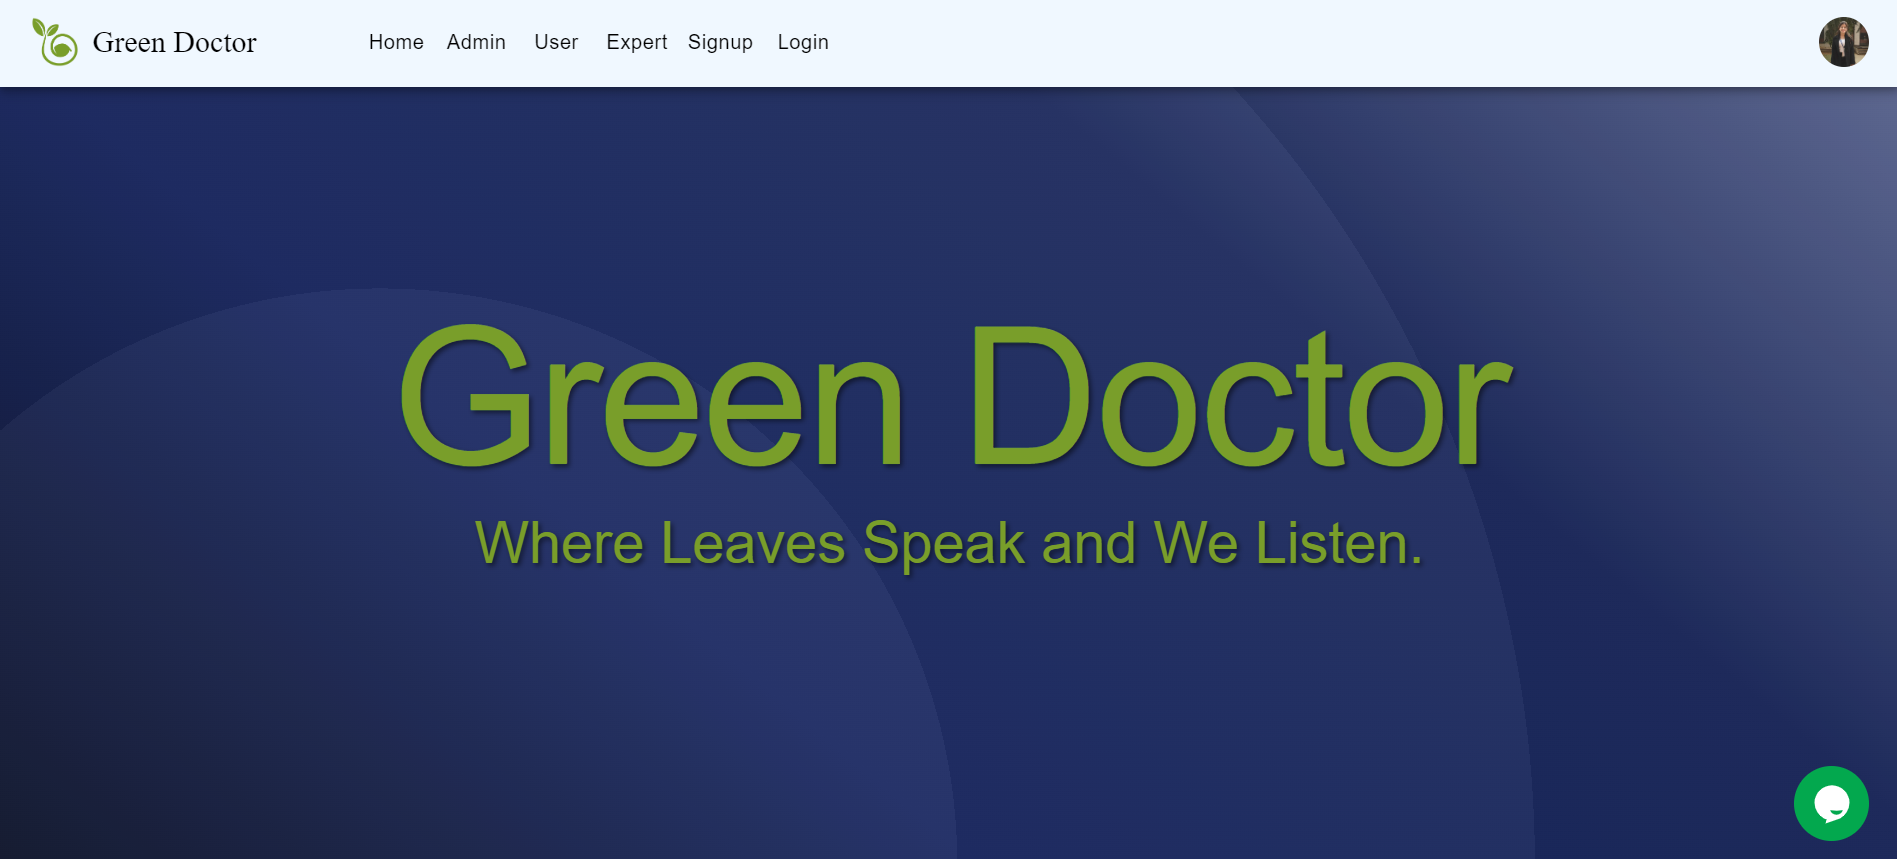 Green Doctor
Home Admin User Expert Signup Login
Green Doctor
Where Leaves Speak and We Listen.